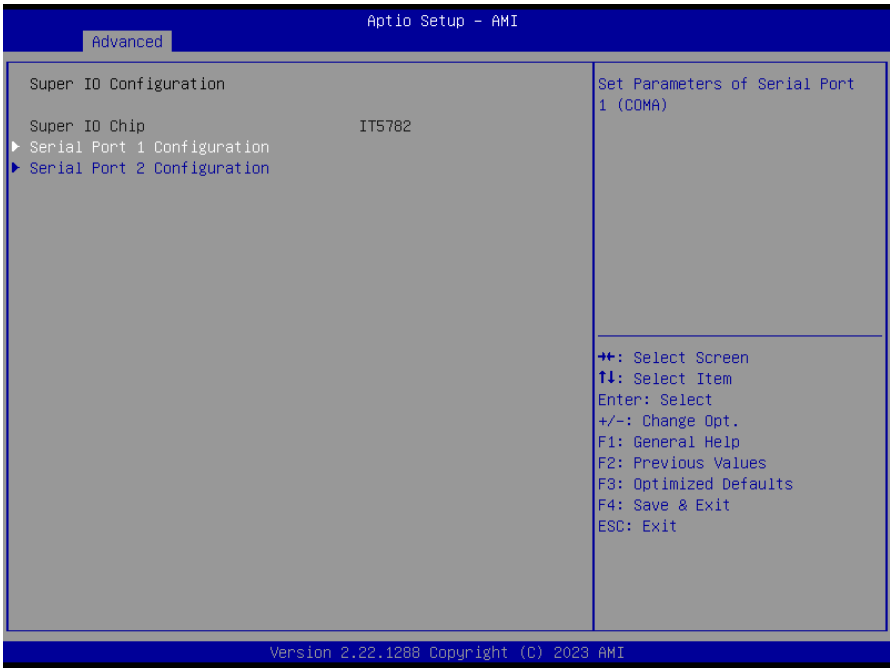 Aptio Setup - AMI
Advanced
Super IO Configuration
Super IO Chip IT5782
▶ Serial Port 1 Configuration
▶ Serial Port 2 Configuration
Set Parameters of Serial Port
1 (COMA)
→←: Select Screen
↑↓: Select Item
Enter: Select
+/-: Change Opt.
F1: General Help
F2: Previous Values
F3: Optimized Defaults
F4: Save & Exit
ESC: Exit
Version 2.22.1288 Copyright (C) 2023 AMI